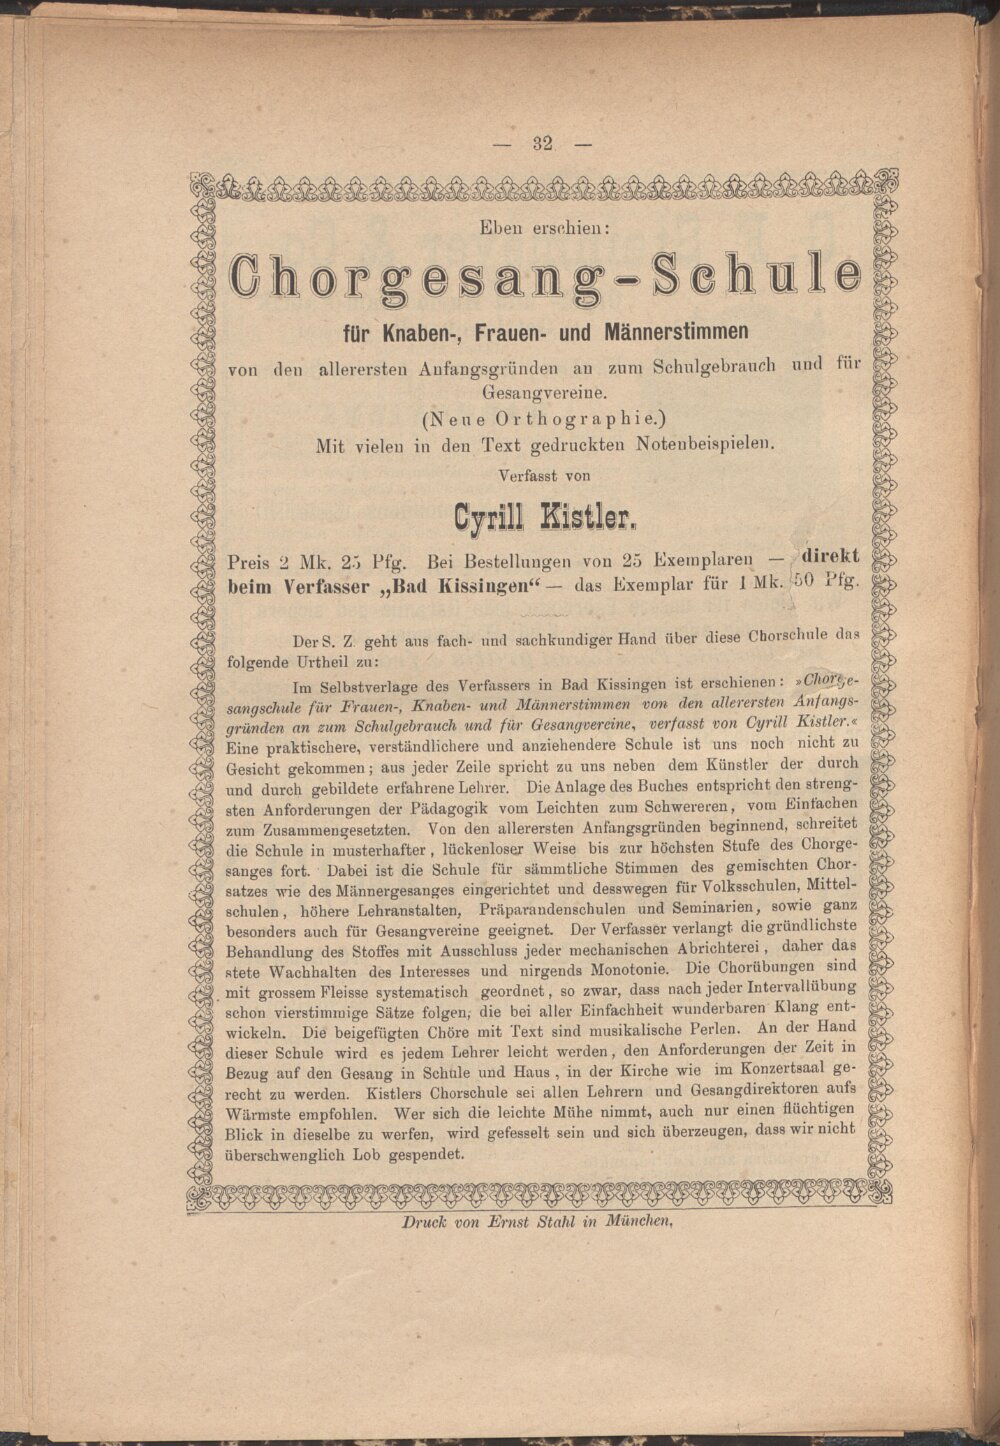 — 32 —
Eben erschien:
Chorgesang-Schule
für Knaben-, Frauen- und Männerstimmen
von den allerersten Anfangsgründen an zum Schulgebrauch und für
Gesangvereine.
(Neue Orthographie.)
Mit vielen in den Text gedruckten Notenbeispielen.
Verfasst von
Cyrill Kistler.
Preis 2 Mk. 25 Pfg. Bei Bestellungen von 25 Exemplaren — direkt
beim Verfasser „Bad Kissingen“ — das Exemplar für 1 Mk. 50 Pfg.
Der S. Z. geht aus fach- und sachkundiger Hand über diese Chorschule das
folgende Urtheil zu:
Im Selbstverlage des Verfassers in Bad Kissingen ist erschienen: »Chorge-
sangschule für Frauen-, Knaben- und Männerstimmen von den allerersten Anfangs-
gründen an zum Schulgebrauch und für Gesangvereine, verfasst von Cyrill Kistler.«
Eine praktischere, verständlichere und anziehendere Schule ist uns noch nicht zu
Gesicht gekommen; aus jeder Zeile spricht zu uns neben dem Künstler der durch
und durch gebildete erfahrene Lehrer. Die Anlage des Buches entspricht den streng-
sten Anforderungen der Pädagogik vom Leichten zum Schwereren, vom Einfachen
zum Zusammengesetzten. Von den allerersten Anfangsgründen beginnend, schreitet
die Schule in musterhafter, lückenloser Weise bis zur höchsten Stufe des Chorge-
sanges fort. Dabei ist die Schule für sämmtliche Stimmen des gemischten Chor-
satzes wie des Männergesanges eingerichtet und desswegen für Volksschulen, Mittel-
schulen, höhere Lehranstalten, Präparandenschulen und Seminarien, sowie ganz
besonders auch für Gesangvereine geeignet. Der Verfasser verlangt die gründlichste
Behandlung des Stoffes mit Ausschluss jeder mechanischen Abrichterei, daher das
stete Wachhalten des Interesses und nirgends Monotonie. Die Chorübungen sind
mit grossem Fleisse systematisch geordnet, so zwar, dass nach jeder Intervallübung
schon vierstimmige Sätze folgen, die bei aller Einfachheit wunderbaren Klang ent-
wickeln. Die beigefügten Chöre mit Text sind musikalische Perlen. An der Hand
dieser Schule wird es jedem Lehrer leicht werden, den Anforderungen der Zeit in
Bezug auf den Gesang in Schule und Haus, in der Kirche wie im Konzertsaal ge-
recht zu werden. Kistlers Chorschule sei allen Lehrern und Gesangdirektoren aufs
Wärmste empfohlen. Wer sich die leichte Mühe nimmt, auch nur einen flüchtigen
Blick in dieselbe zu werfen, wird gefesselt sein und sich überzeugen, dass wir nicht
überschwenglich Lob gespendet.
Druck von Ernst Stahl in München.